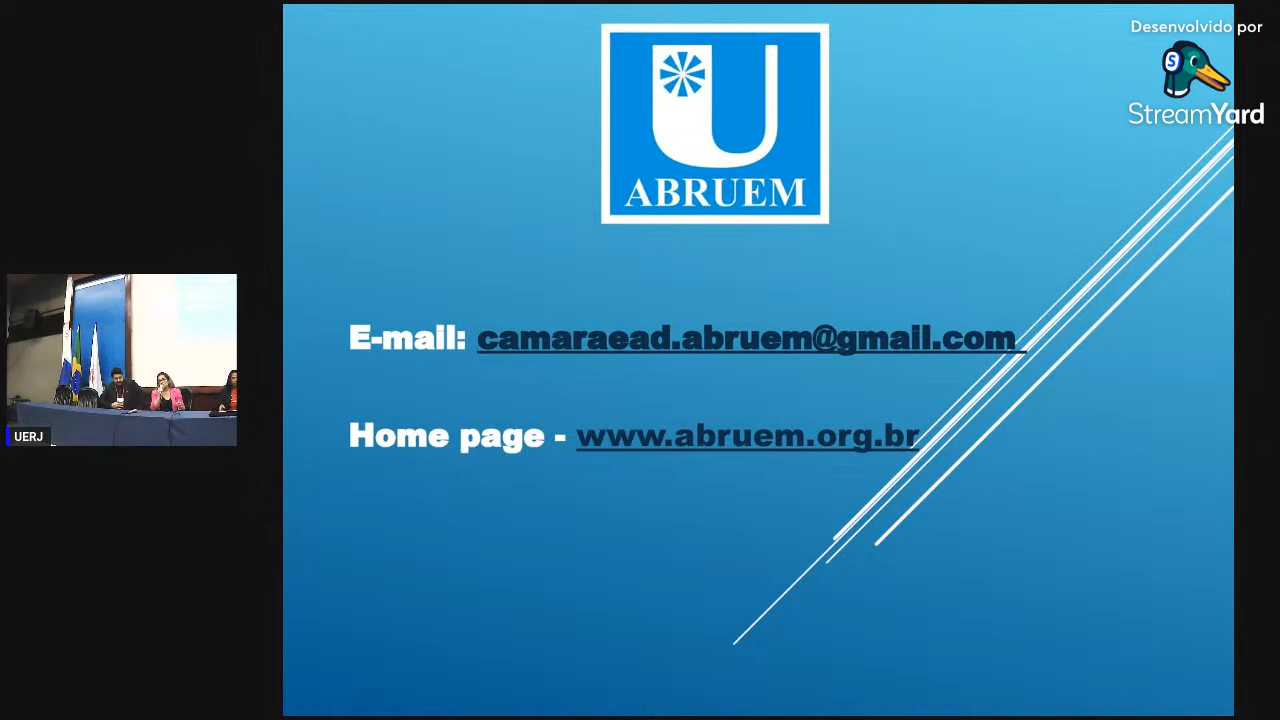 Desenvolvido por
StreamYard
ABRUEM
E-mail: camaraead.abruem@gmail.com
Home page - www.abruem.org.br
UERJ